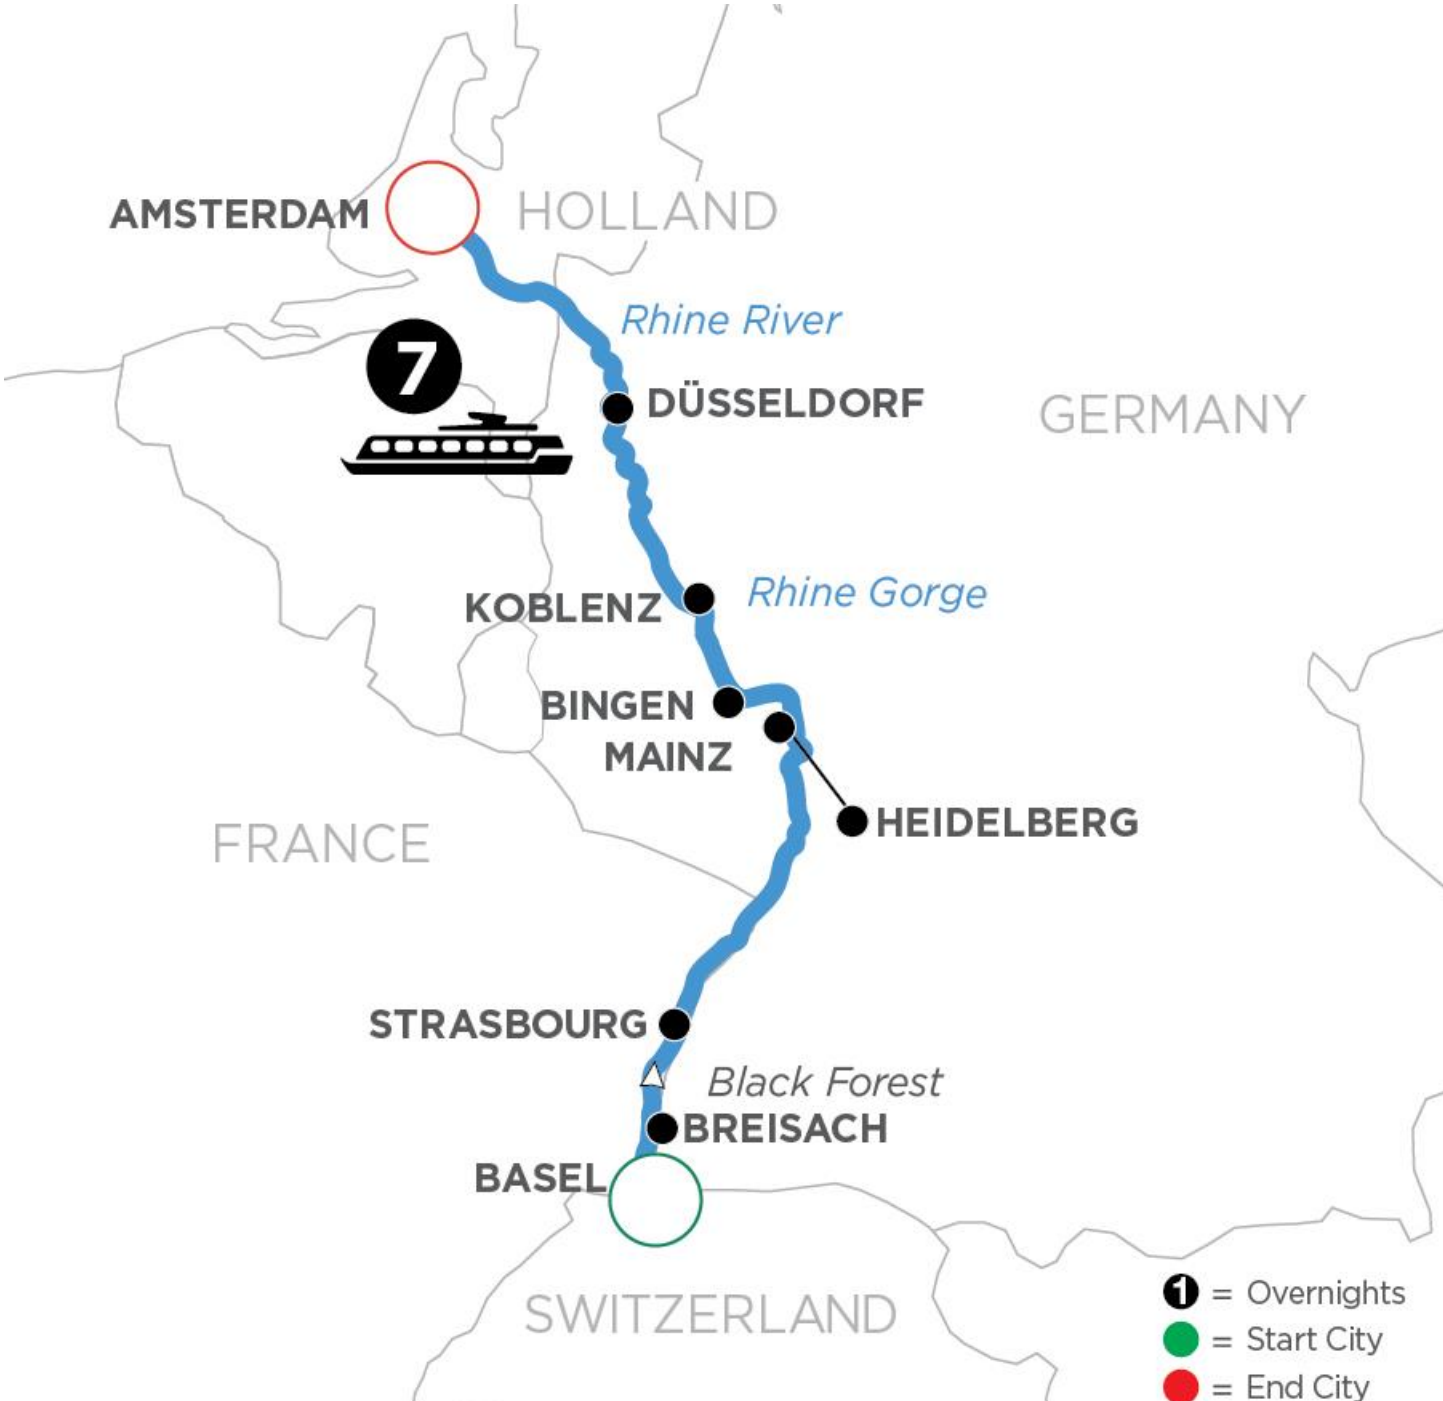 AMSTERDAM
HOLLAND
Rhine River
7
DÜSSELDORF
GERMANY
KOBLENZ
Rhine Gorge
BINGEN
MAINZ
HEIDELBERG
FRANCE
STRASBOURG
Black Forest
BREISACH
BASEL
SWITZERLAND
1 = Overnights
= Start City
= End City